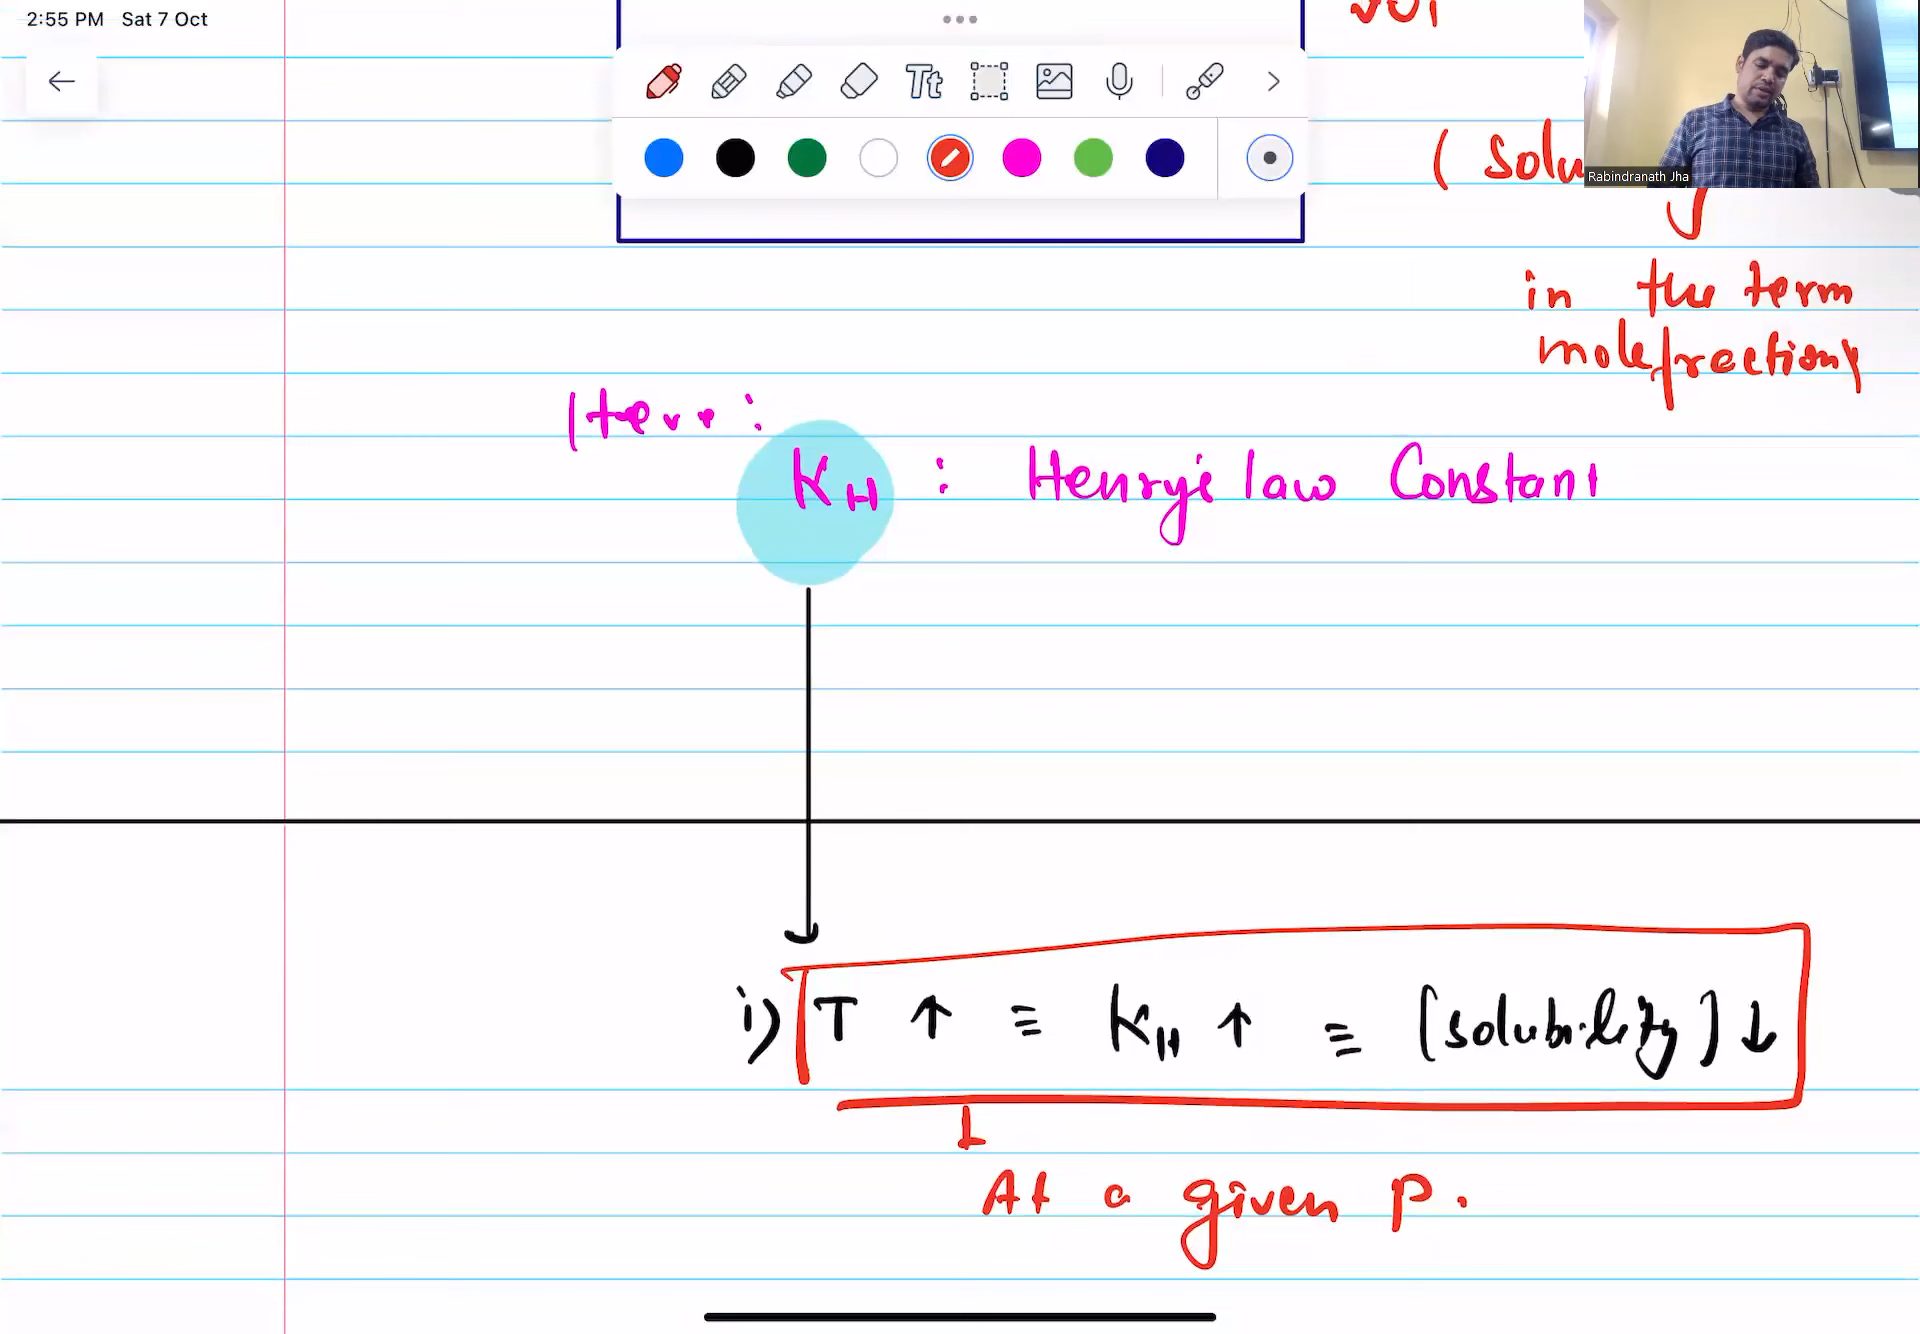 2:55 PM Sat 7 Oct
Tt
Rabindranath Jha
in the term
molefraction)
Here :
KH : Henry's law Constant
i) T ↑ ≡ KH ↑ ≡ (solubility) ↓
At a given P.